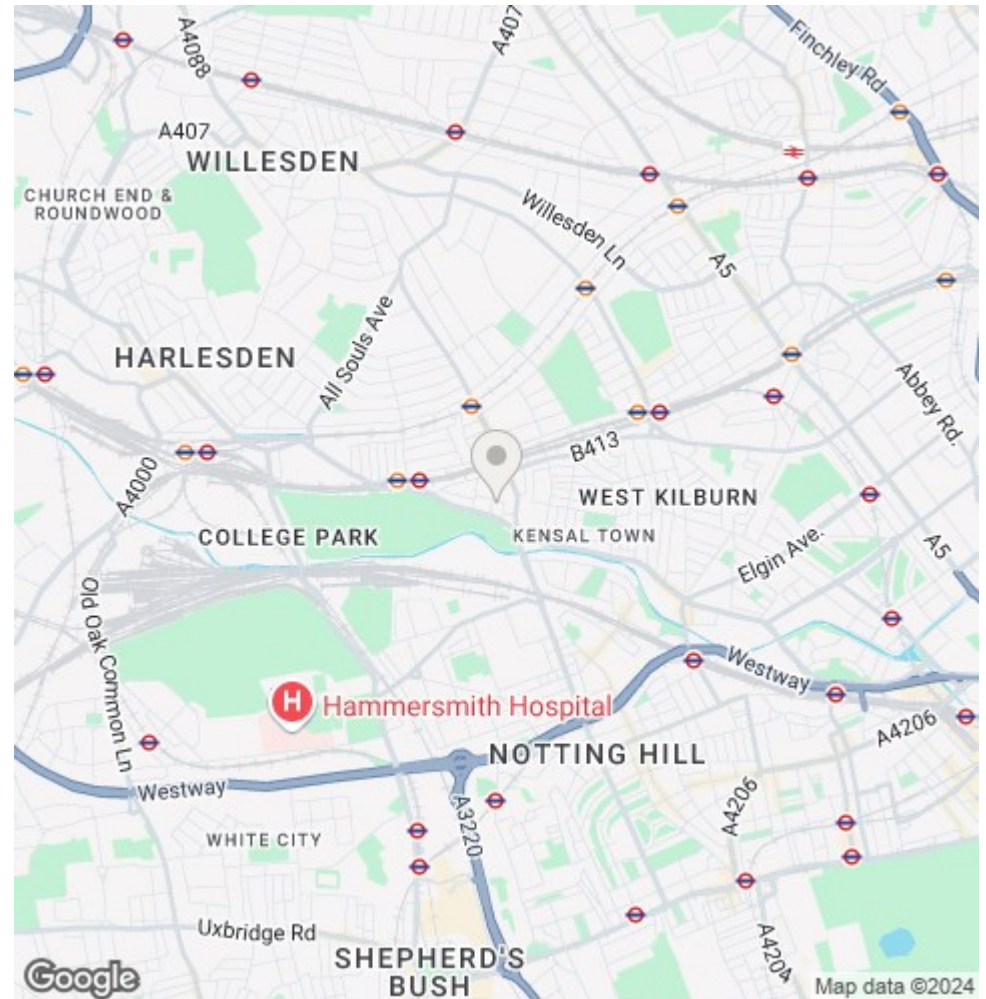 A4088
A407
Finchley Rd
A407
WILLESDEN
CHURCH END &
ROUNDWOOD
Willesden Ln
A5
All Souls Ave
HARLESDEN
Abbey Rd.
B413
A4000
WEST KILBURN
COLLEGE PARK
KENSAL TOWN
Elgin Ave.
A5
Old Oak Common Ln
Westway
H
Hammersmith Hospital
A4206
NOTTING HILL
Westway
A4206
A3220
WHITE CITY
Uxbridge Rd
SHEPHERD'S
BUSH
A4204
Google
Map data ©2024